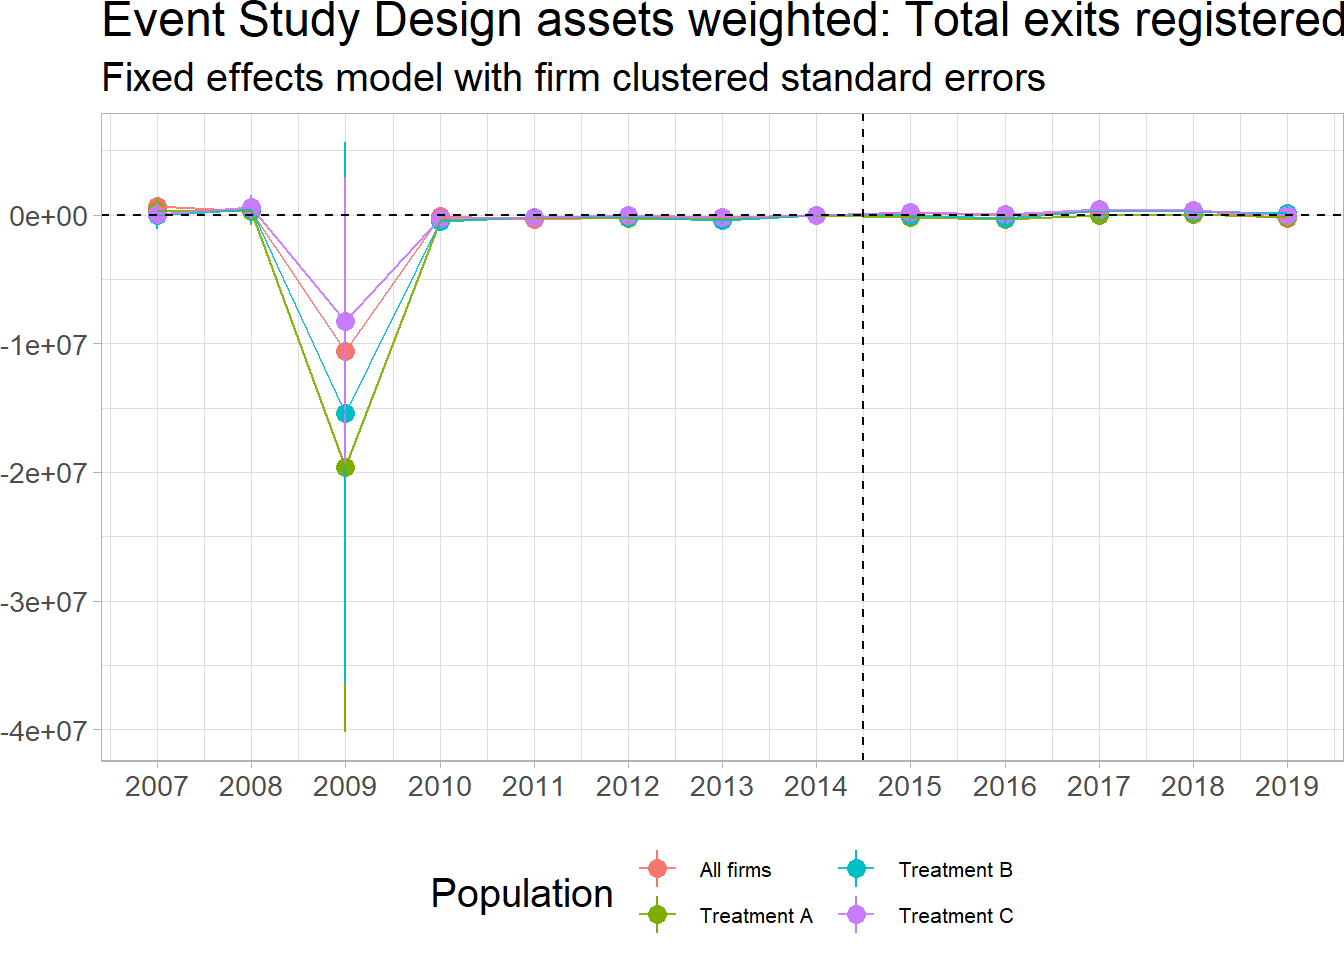 Event Study Design assets weighted: Total exits registered
Fixed effects model with firm clustered standard errors
0e+00
-1e+07
-2e+07
-3e+07
-4e+07
2007 2008 2009 2010 2011 2012 2013 2014 2015 2016 2017 2018 2019
Population
All firms Treatment B
Treatment A Treatment C